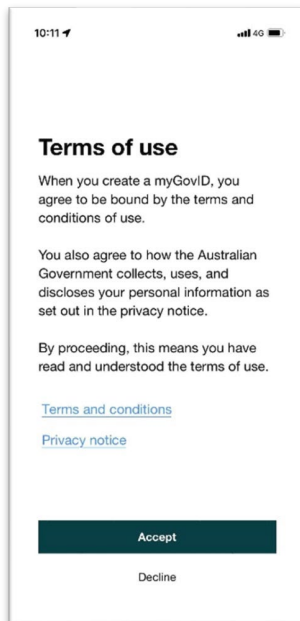 10:11
4G
Terms of use
When you create a myGovID, you
agree to be bound by the terms and
conditions of use.
You also agree to how the Australian
Government collects, uses, and
discloses your personal information as
set out in the privacy notice.
By proceeding, this means you have
read and understood the terms of use.
Terms and conditions
Privacy notice
Accept
Decline